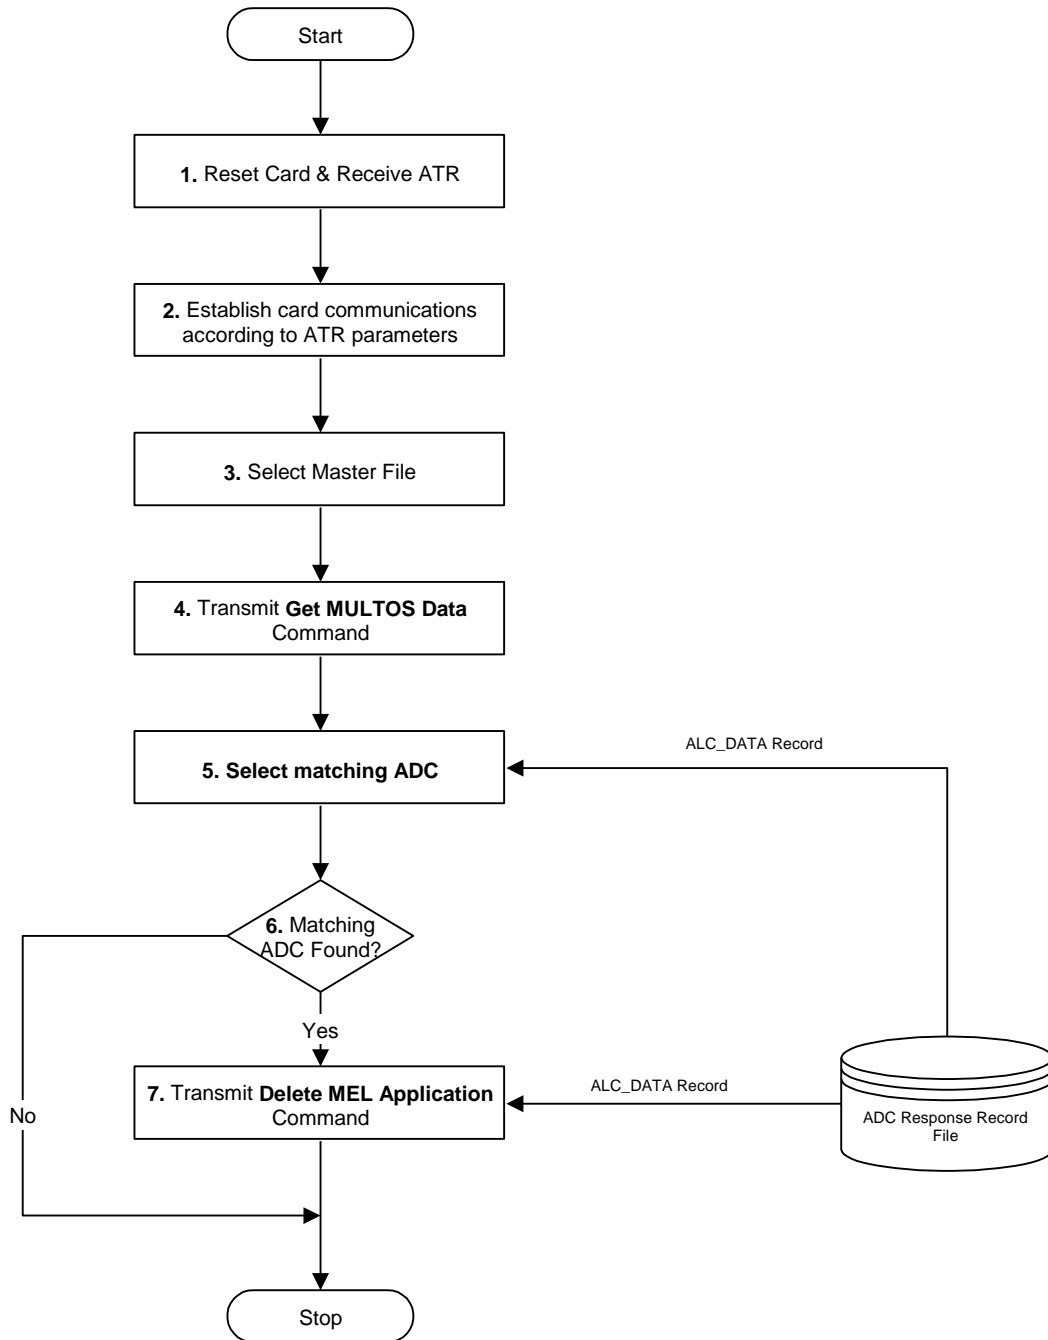 Start
1. Reset Card & Receive ATR
2. Establish card communications
according to ATR parameters
3. Select Master File
4. Transmit Get MULTOS Data
Command
5. Select matching ADC
ALC_DATA Record
6. Matching
ADC Found?
Yes
7. Transmit Delete MEL Application
Command
ALC_DATA Record
ADC Response Record
File
No
Stop